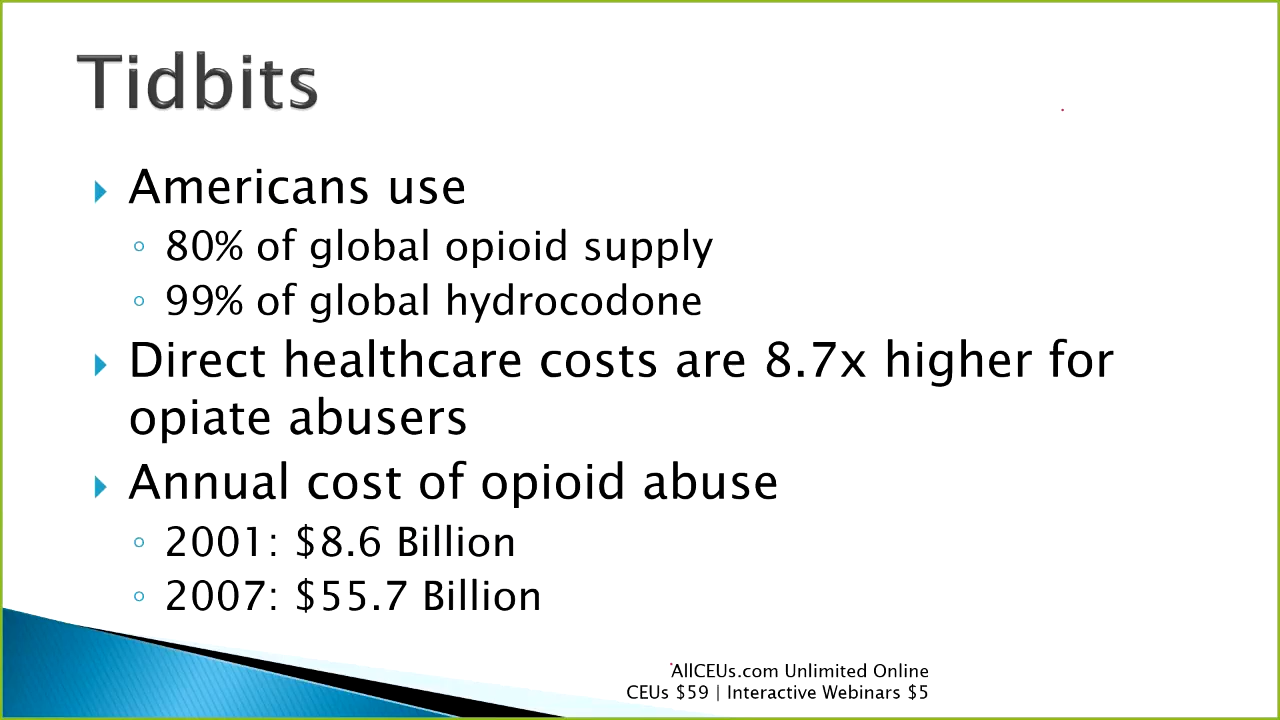 Tidbits
Americans use
80% of global opioid supply
99% of global hydrocodone
Direct healthcare costs are 8.7x higher for
opiate abusers
Annual cost of opioid abuse
2001: $8.6 Billion
2007: $55.7 Billion
AllCEUs.com Unlimited Online
CEUs $59 | Interactive Webinars $5